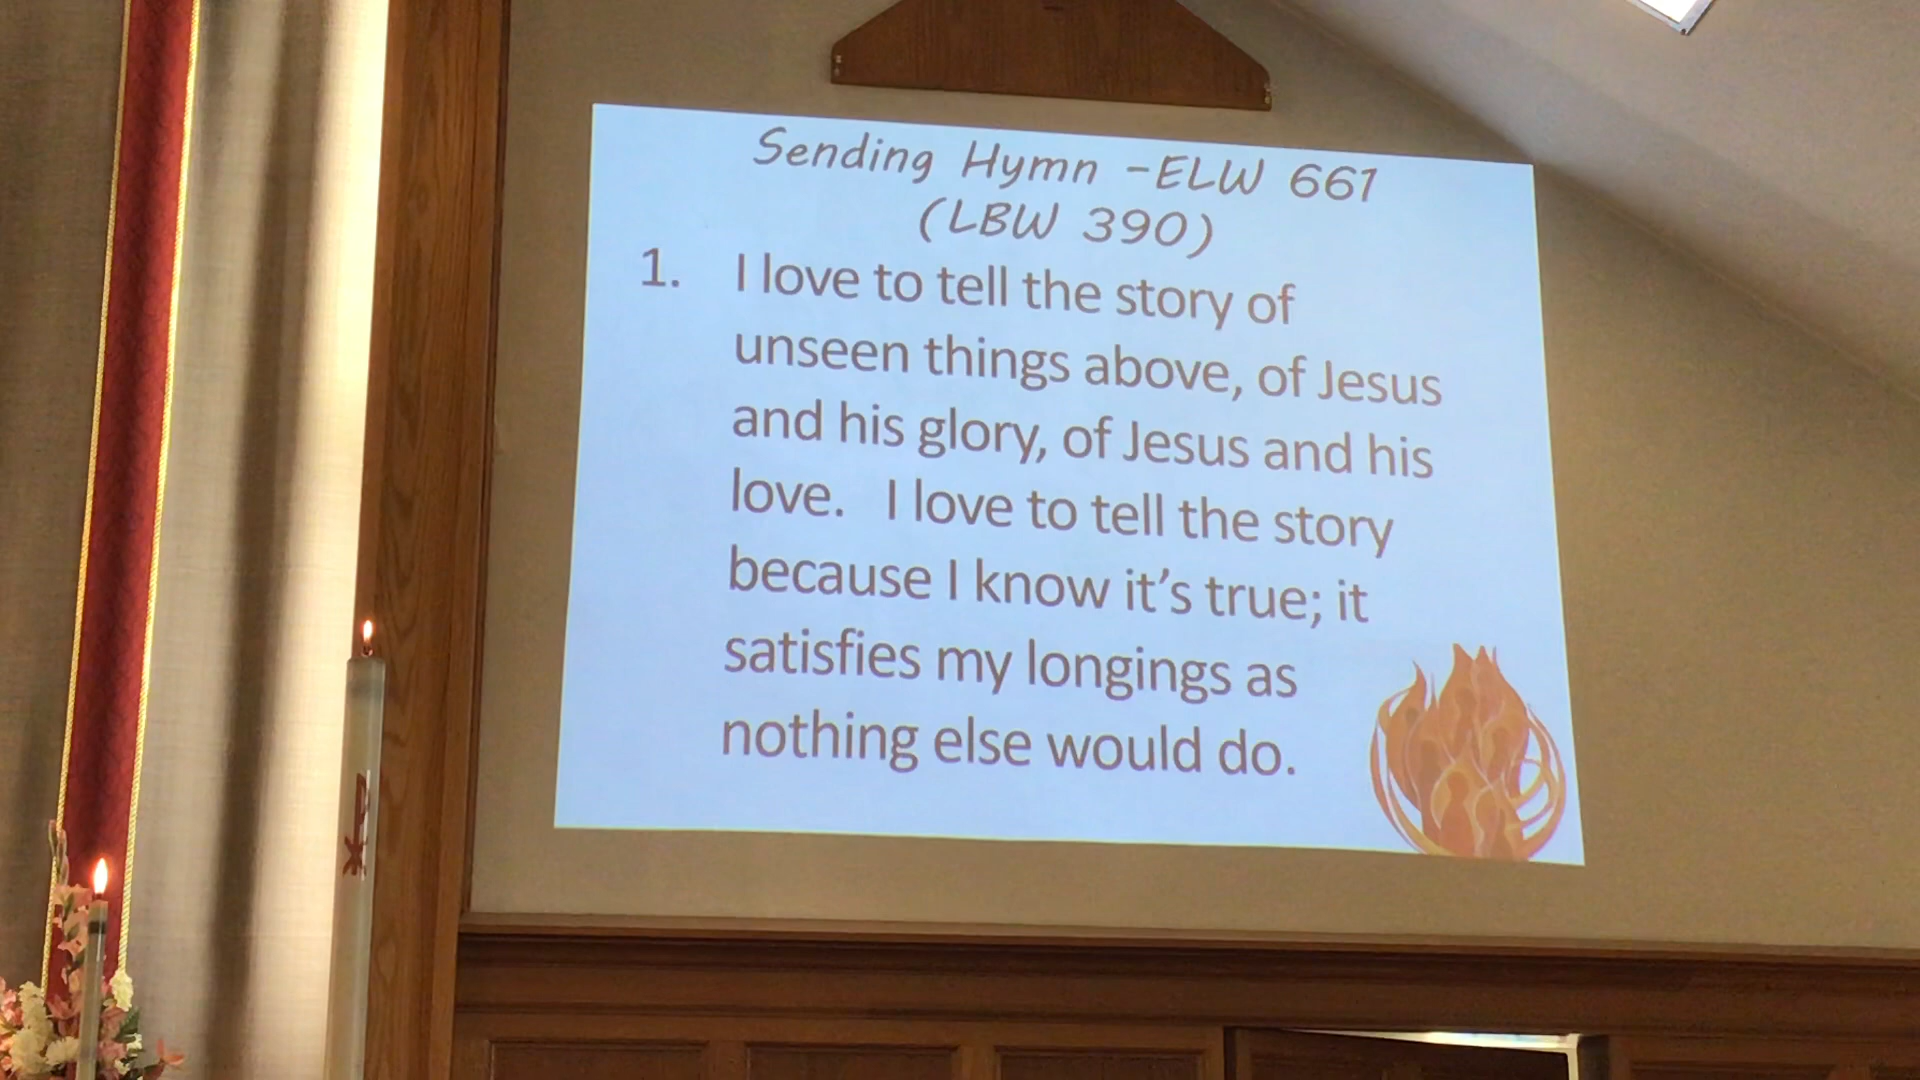 Sending Hymn -ELW 661
(LBW 390)
1. I love to tell the story of
unseen things above, of Jesus
and his glory, of Jesus and his
love. I love to tell the story
because I know it's true; it
satisfies my longings as
nothing else would do.